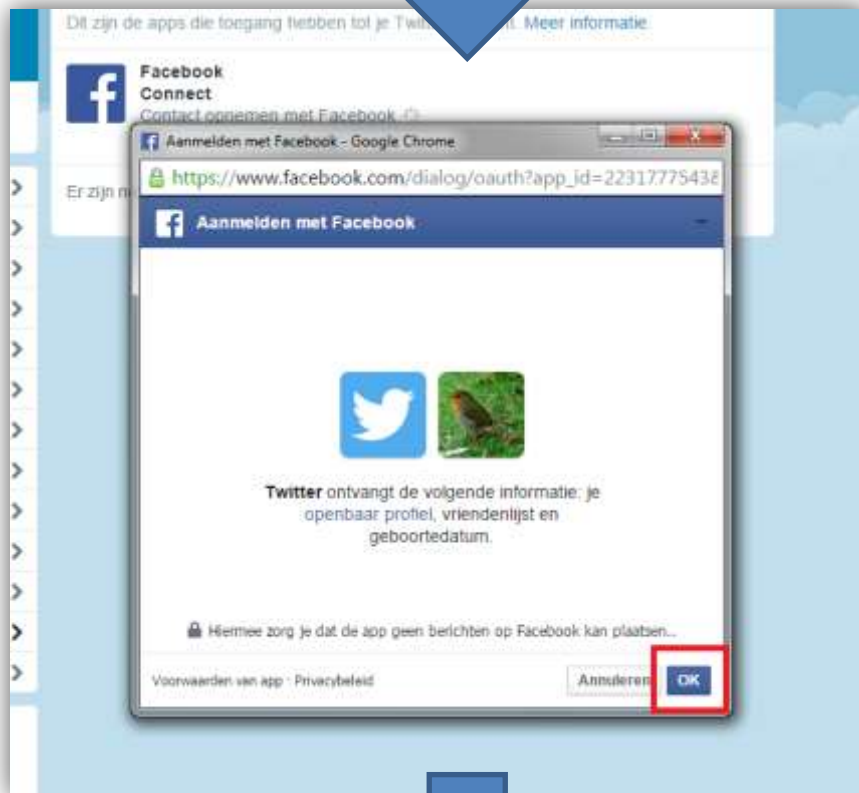 Dit zijn de apps die toegang hebben tot je Twit Meer informatie
Facebook
Connect
Contact opnemen met Facebook
Er zijn
Aanmelden met Facebook - Google Chrome
https://www.facebook.com/dialog/oauth?app_id=22317775438
Aanmelden met Facebook
Twitter ontvangt de volgende informatie: je
openbaar profiel, vriendenlijst en
geboortedatum.
Hiermee zorg je dat de app geen berichten op Facebook kan plaatsen...
Voorwaarden van app · Privacybeleid
Annuleren
OK